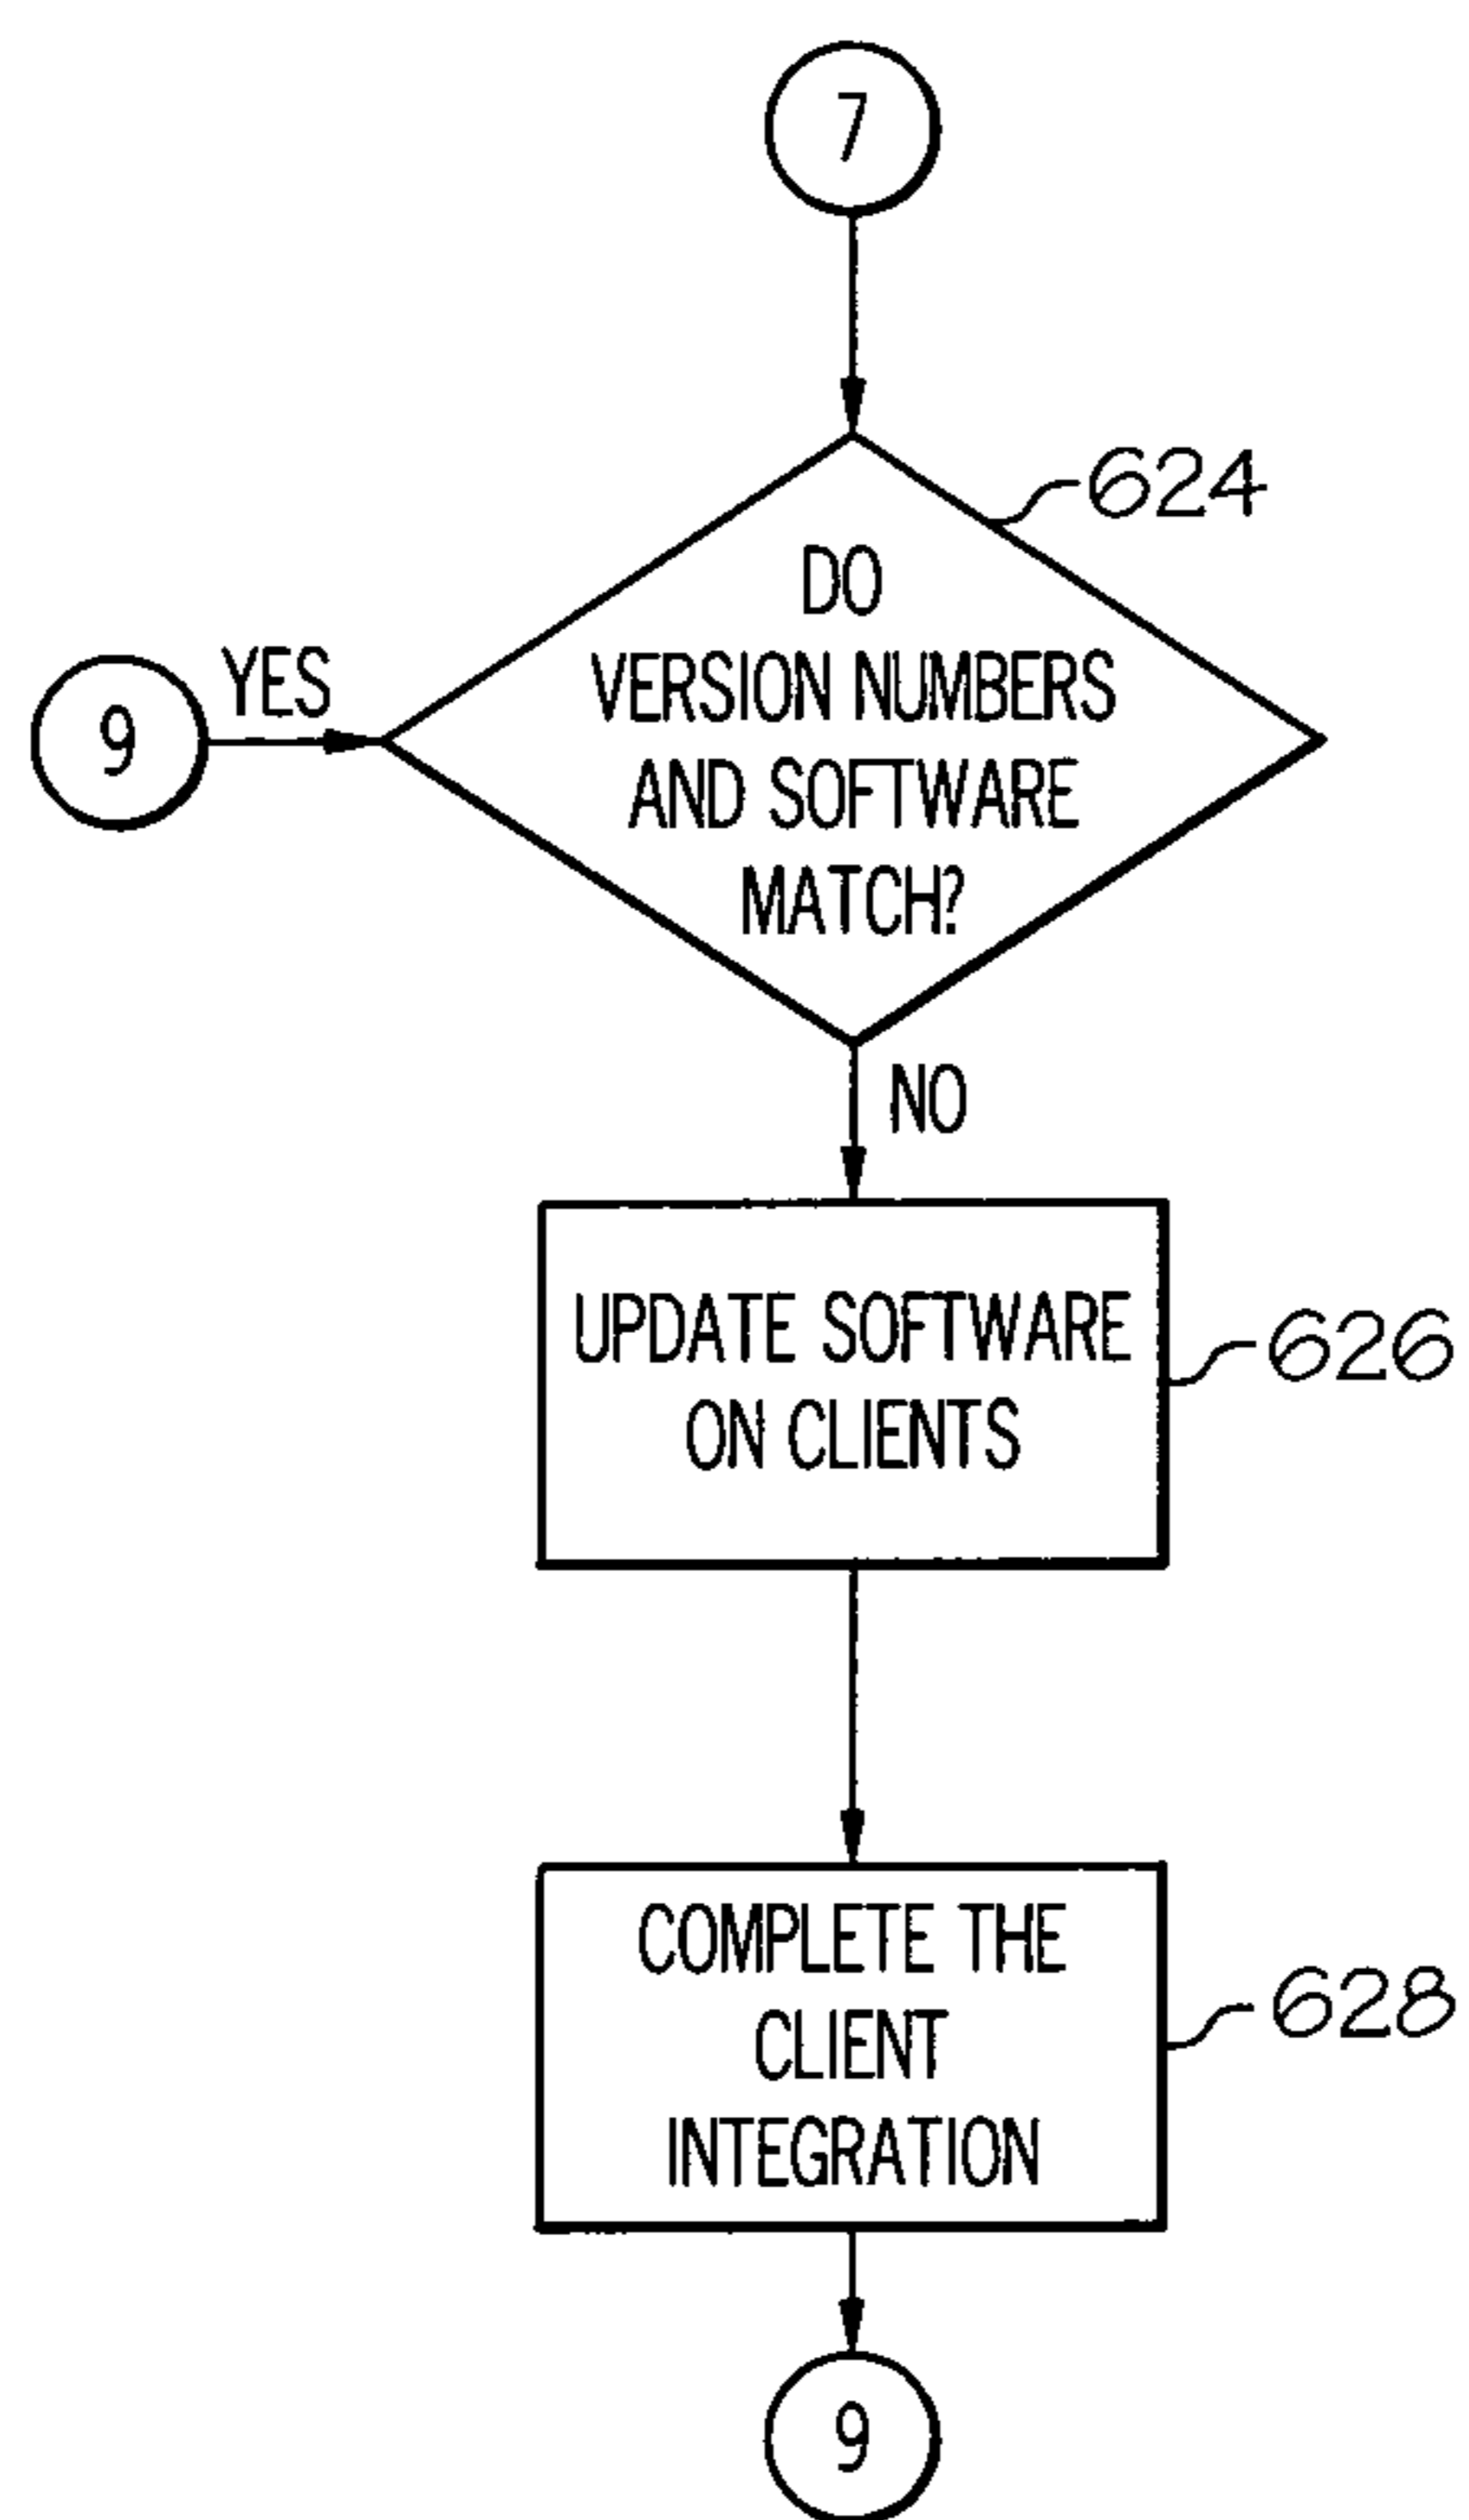 7
624
DO
VERSION NUMBERS
AND SOFTWARE
MATCH?
9
YES
NO
UPDATE SOFTWARE
ON CLIENTS
626
COMPLETE THE
CLIENT
INTEGRATION
628
9